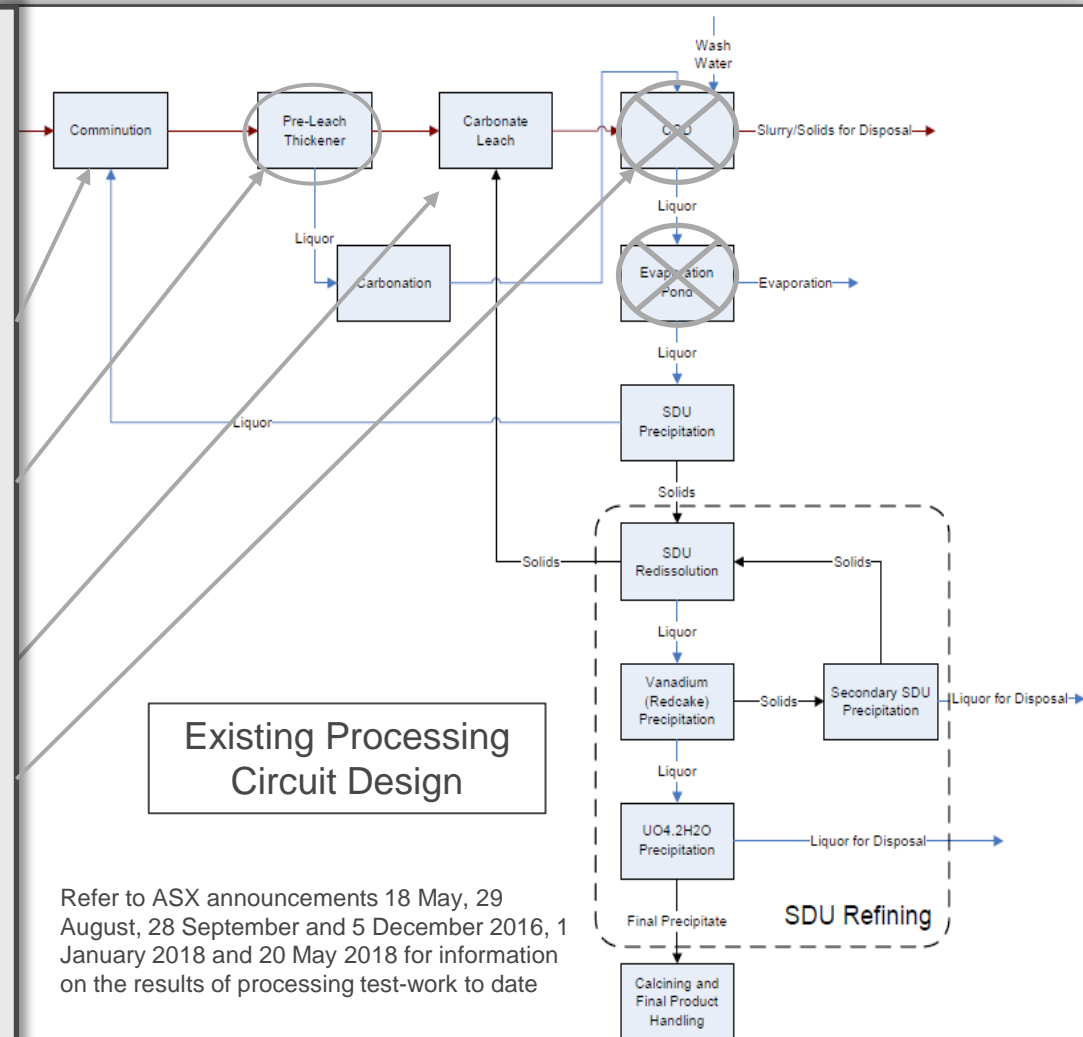 Wash
Water
Comminution
Pre-Leach
Thickener
Carbonate
Leach
CCD
Slurry/Solids for Disposal
Liquor
Liquor
Carbonation
Evaporation
Pond
Evaporation
Liquor
SDU
Precipitation
Liquor
Solids
SDU
Redissolution
Solids
Solids
Liquor
Vanadium
(Redcake)
Precipitation
Solids
Secondary SDU
Precipitation
Liquor for Disposal
Existing Processing
Circuit Design
Liquor
UO4.2H2O
Precipitation
Liquor for Disposal
Refer to ASX announcements 18 May, 29
August, 28 September and 5 December 2016, 1
January 2018 and 20 May 2018 for information
on the results of processing test-work to date
Final Precipitate
SDU Refining
Calcining and
Final Product
Handling